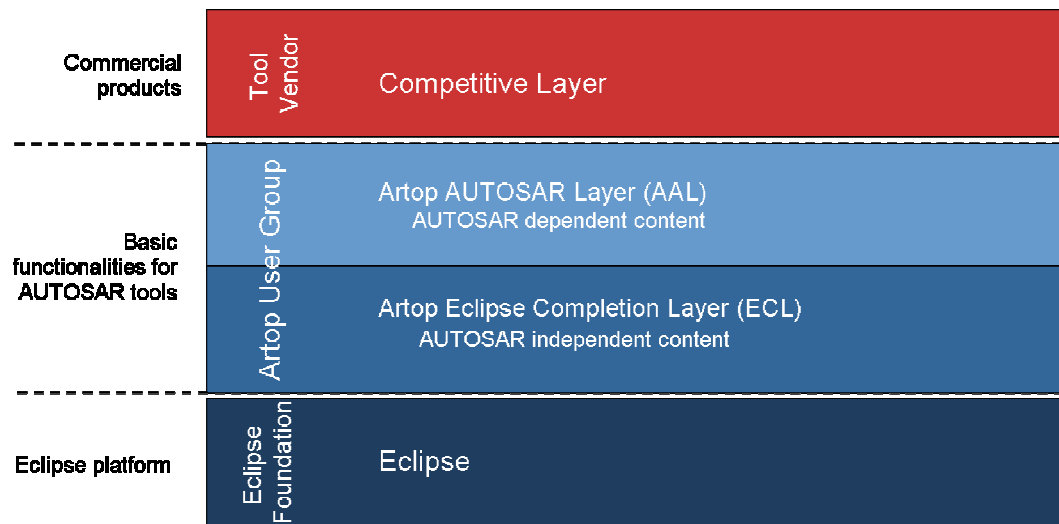 Commercial
products
Tool
Vendor
Competitive Layer
Basic
functionalities for
AUTOSAR tools
Artop User Group
Artop AUTOSAR Layer (AAL)
AUTOSAR dependent content
Artop Eclipse Completion Layer (ECL)
AUTOSAR independent content
Eclipse platform
Eclipse
Foundation
Eclipse